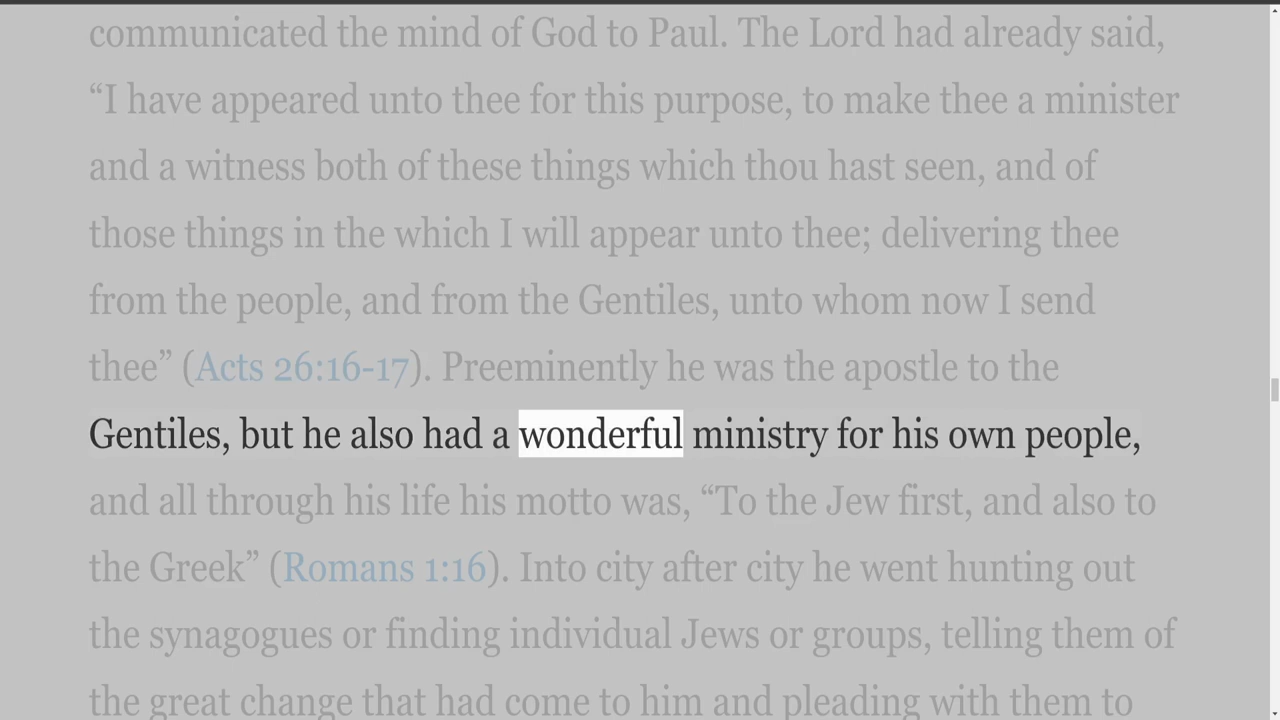 communicated the mind of God to Paul. The Lord had already said,
“I have appeared unto thee for this purpose, to make thee a minister
and a witness both of these things which thou hast seen, and of
those things in the which I will appear unto thee; delivering thee
from the people, and from the Gentiles, unto whom now I send
thee” (Acts 26:16-17). Preeminently he was the apostle to the
Gentiles, but he also had a wonderful ministry for his own people,
and all through his life his motto was, “To the Jew first, and also to
the Greek” (Romans 1:16). Into city after city he went hunting out
the synagogues or finding individual Jews or groups, telling them of
the great change that had come to him and pleading with them to